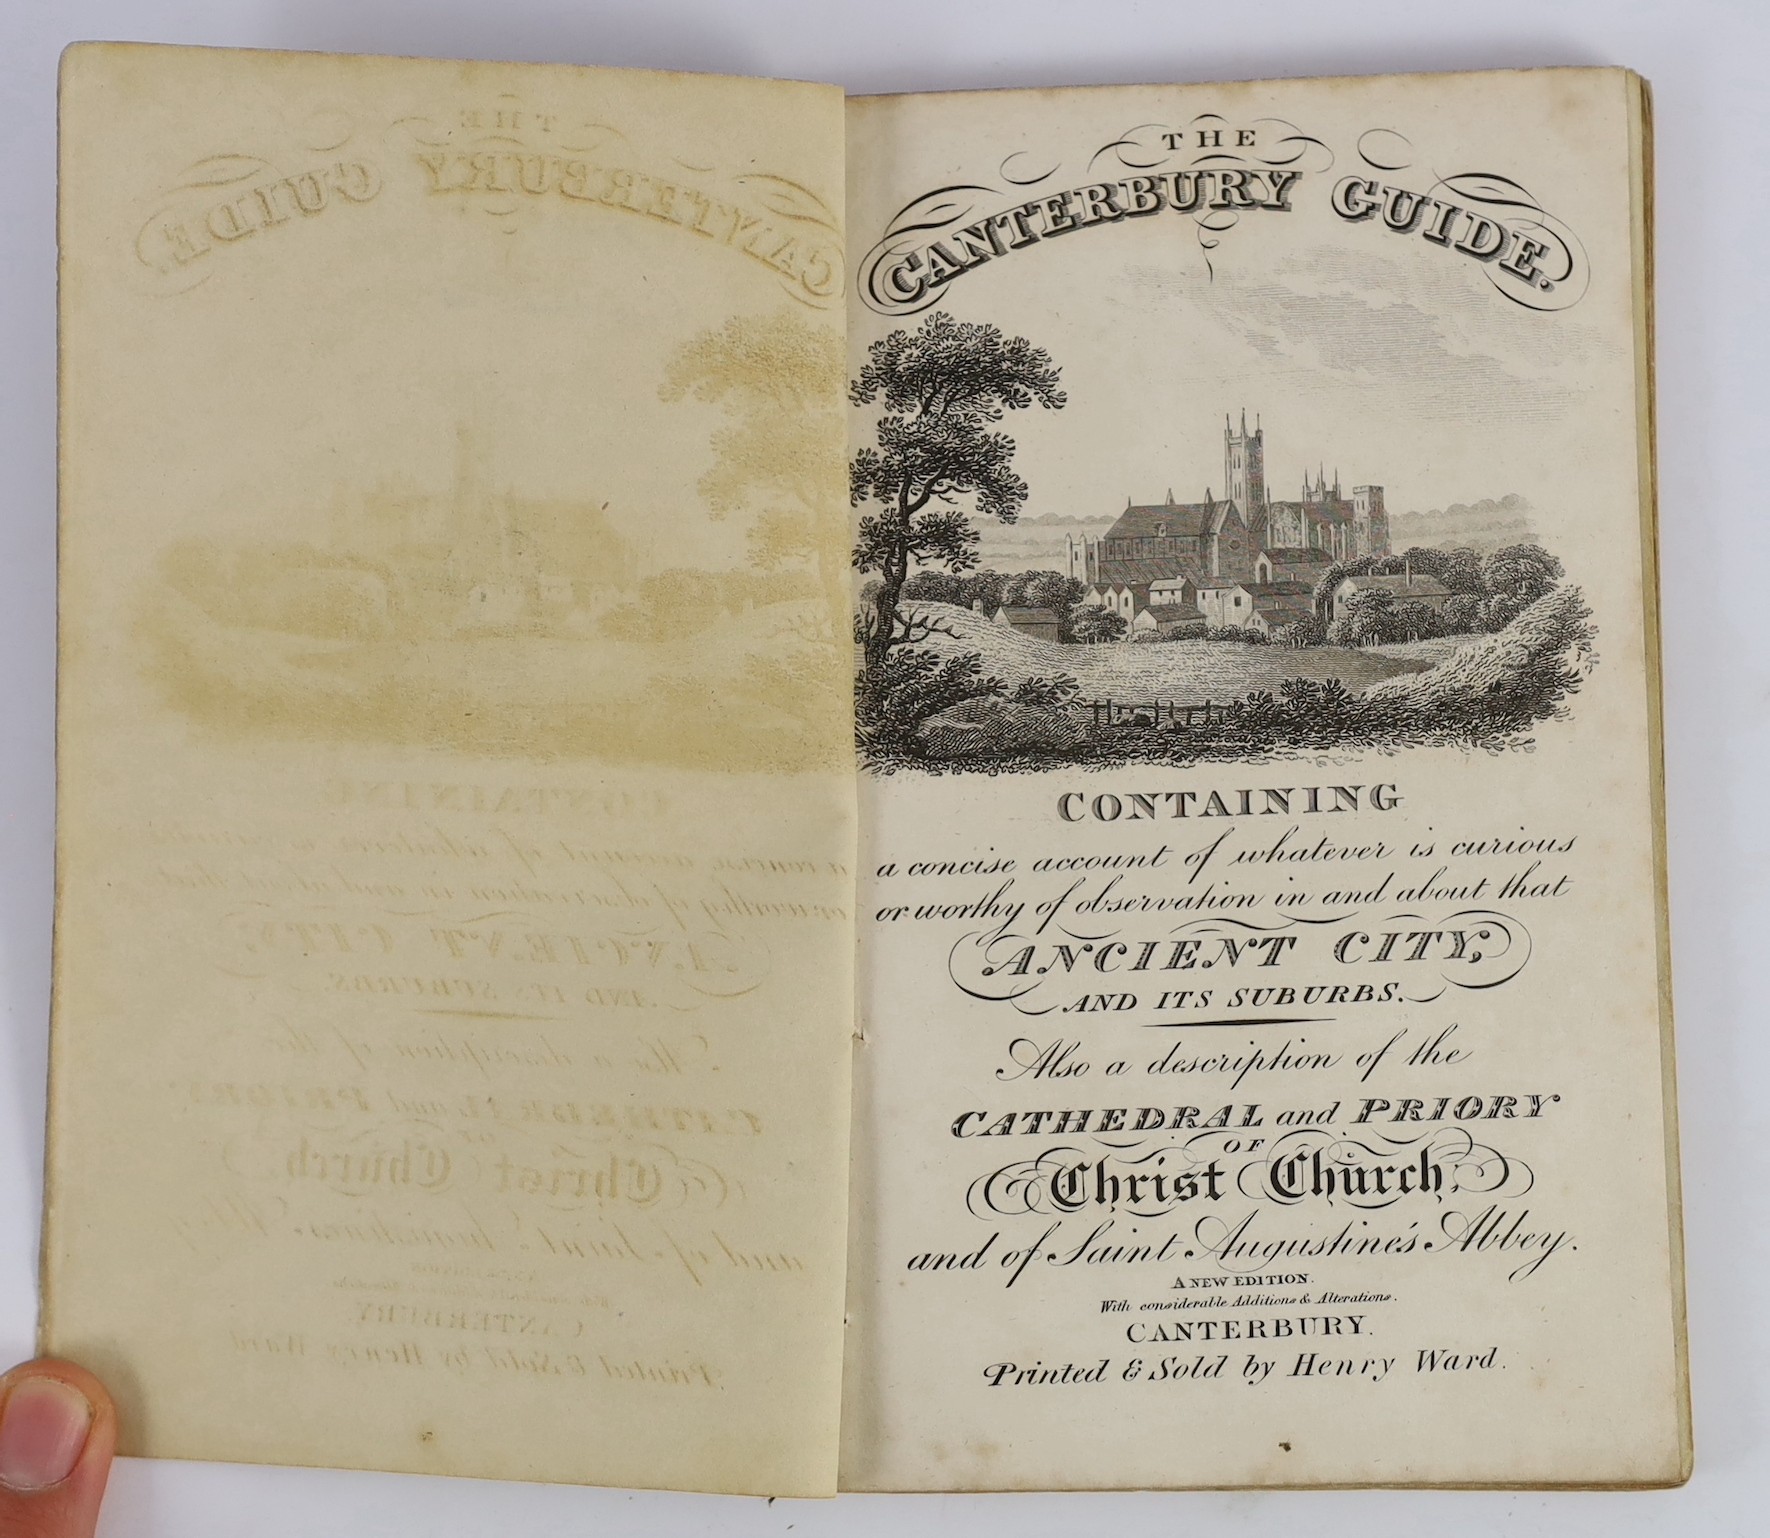 THE
CANTERBURY GUIDE.
CONTAINING
a concise account of whatever is curious
or worthy of observation in and about that
ANCIENT CITY,
AND ITS SUBURBS.
Also a description of the
CATHEDRAL and PRIORY
OF
Christ Church,
and of Saint Augustine's Abbey.
A NEW EDITION.
With considerable Additions & Alterations.
CANTERBURY.
Printed & Sold by Henry Ward.